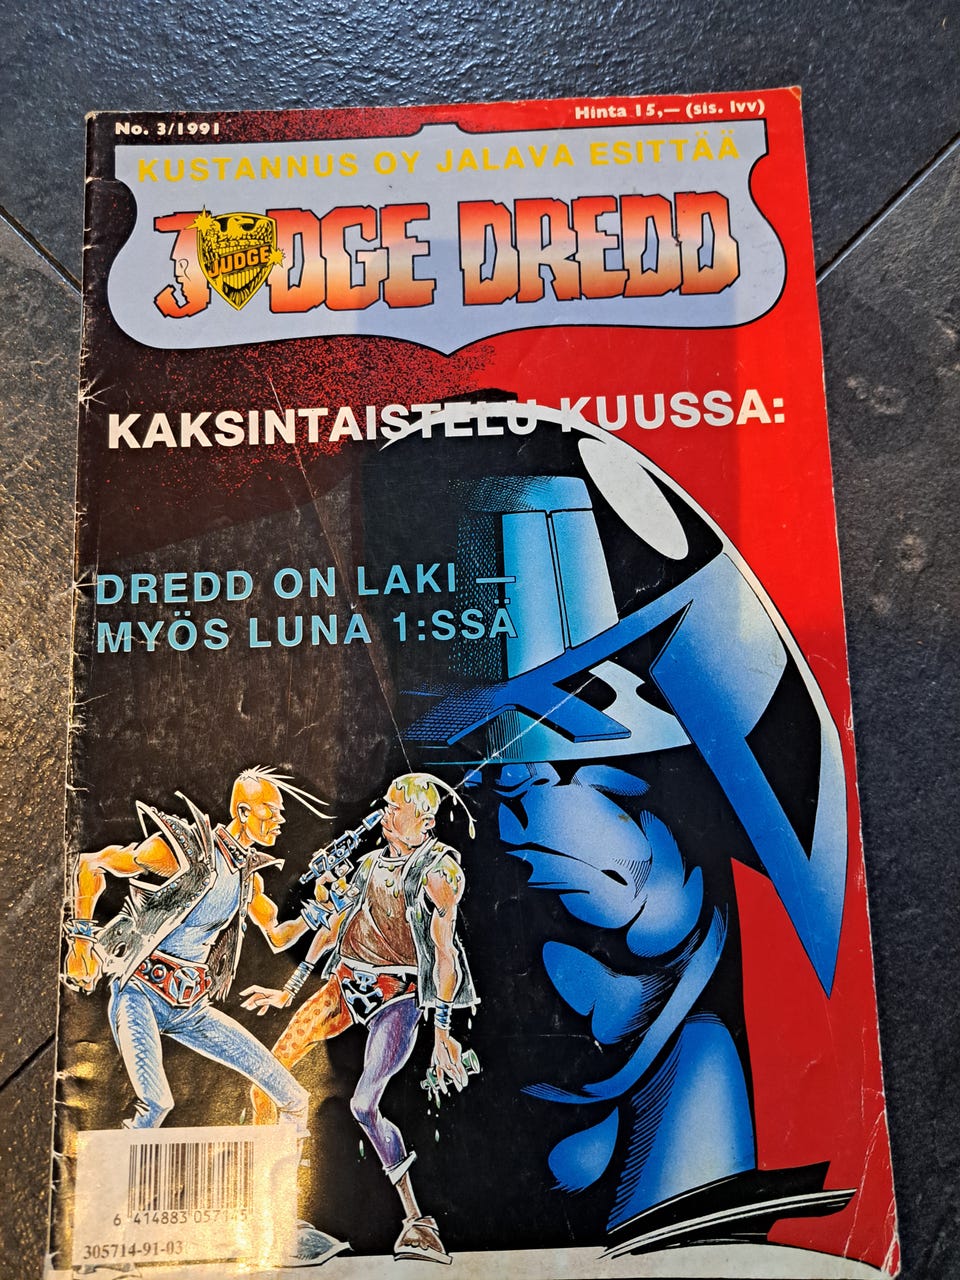 No. 3/1991
Hinta 15,— (sis. lvv)
KUSTANNUS OY JALAVA ESITTÄÄ
JUDGE DREDD
JUDGE
KAKSINTAISTELU KUUSSA:
DREDD ON LAKI —
MYÖS LUNA 1:SSÄ
6 414883 057145
305714-91-03